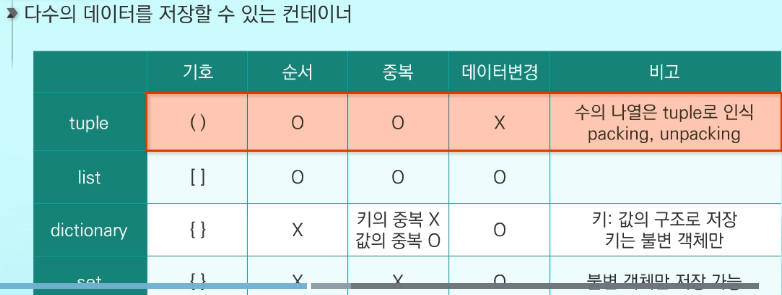 ➤ 다수의 데이터를 저장할 수 있는 컨테이너
기호 순서 중복 데이터변경 비고
tuple ( ) O O X 수의 나열은 tuple로 인식
packing, unpacking
list [ ] O O O
dictionary { } X 키의 중복 X O 키: 값의 구조로 저장
값의 중복 O 키는 불변 객체만
set { } X X O 불변 객체만 저장 가능